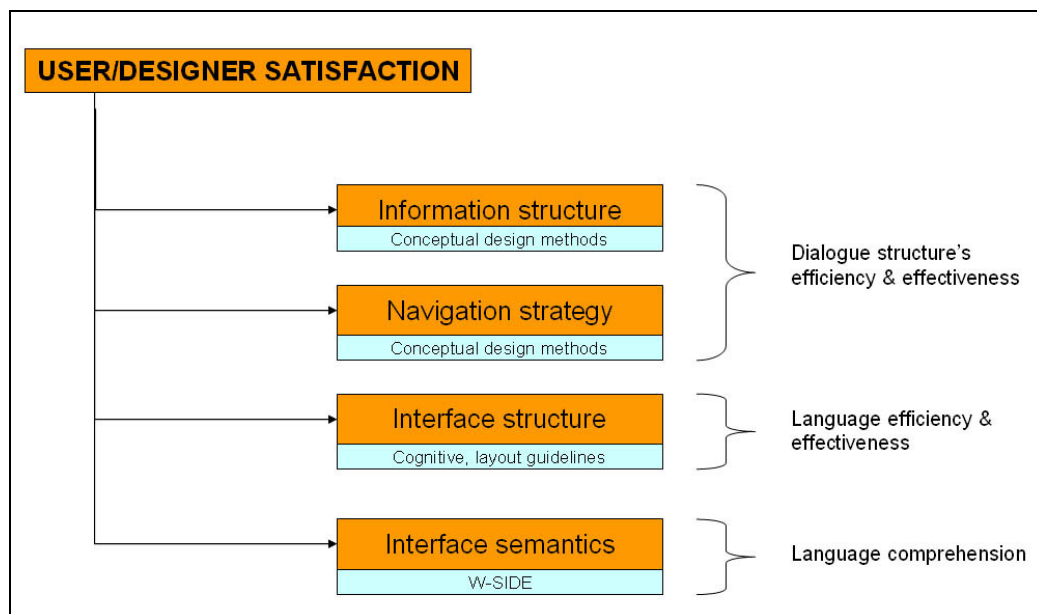 USER/DESIGNER SATISFACTION
Information structure
Conceptual design methods
Dialogue structure's
efficiency & effectiveness
Navigation strategy
Conceptual design methods
Interface structure
Cognitive, layout guidelines
Language efficiency &
effectiveness
Interface semantics
W-SIDE
Language comprehension